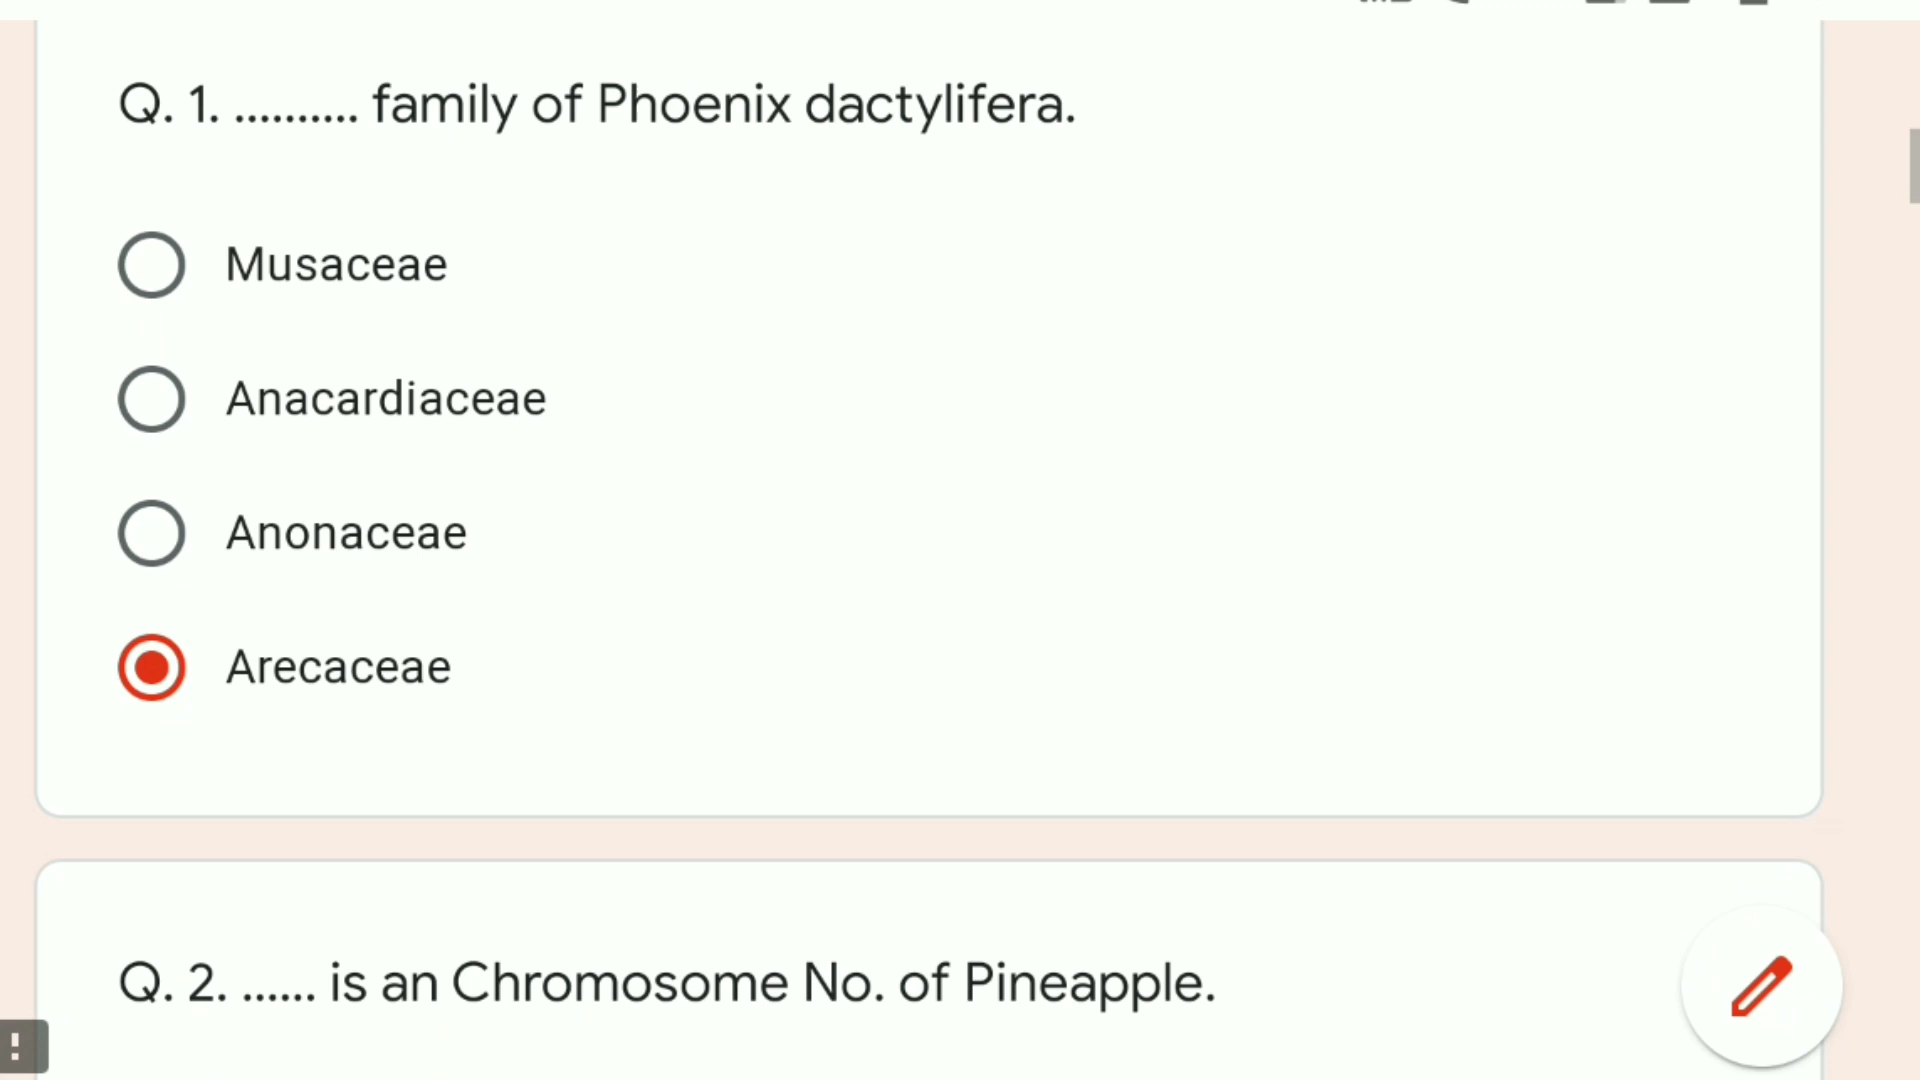 Q. 1. .......... family of Phoenix dactylifera.
Musaceae
Anacardiaceae
Anonaceae
Arecaceae
Q. 2. ...... is an Chromosome No. of Pineapple.